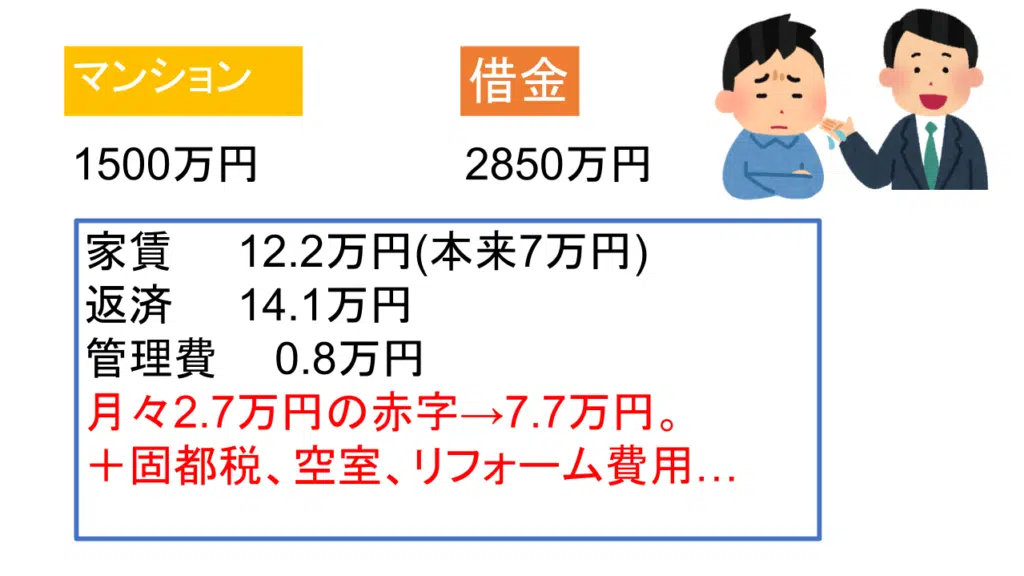 マンション
借金
1500万円
2850万円
家賃 12.2万円(本来7万円)
返済 14.1万円
管理費 0.8万円
月々2.7万円の赤字→7.7万円。
＋固都税、空室、リフォーム費用…